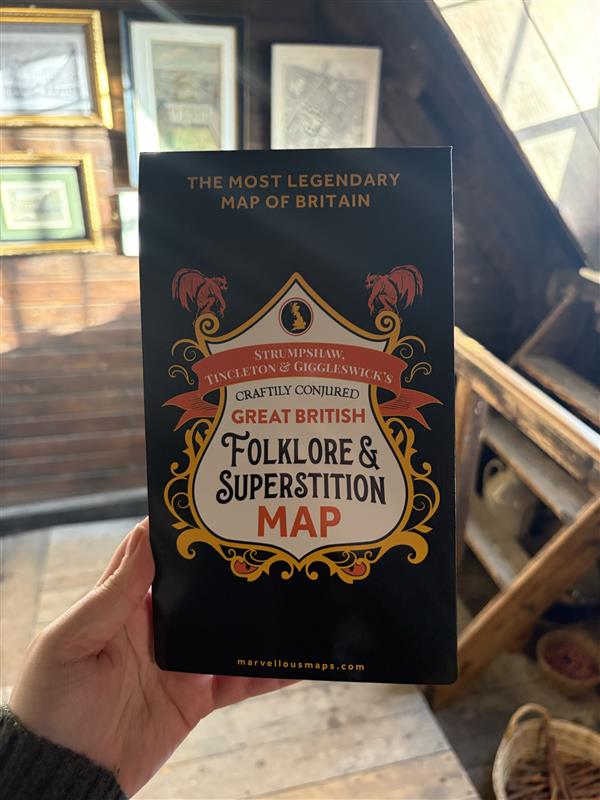 THE MOST LEGENDARY
MAP OF BRITAIN
STRUMPSHAW,
TINCLETON & GIGGLESWICK'S
CRAFTILY CONJURED
GREAT BRITISH
FOLKLORE &
SUPERSTITION
MAP
marvellousmaps.com